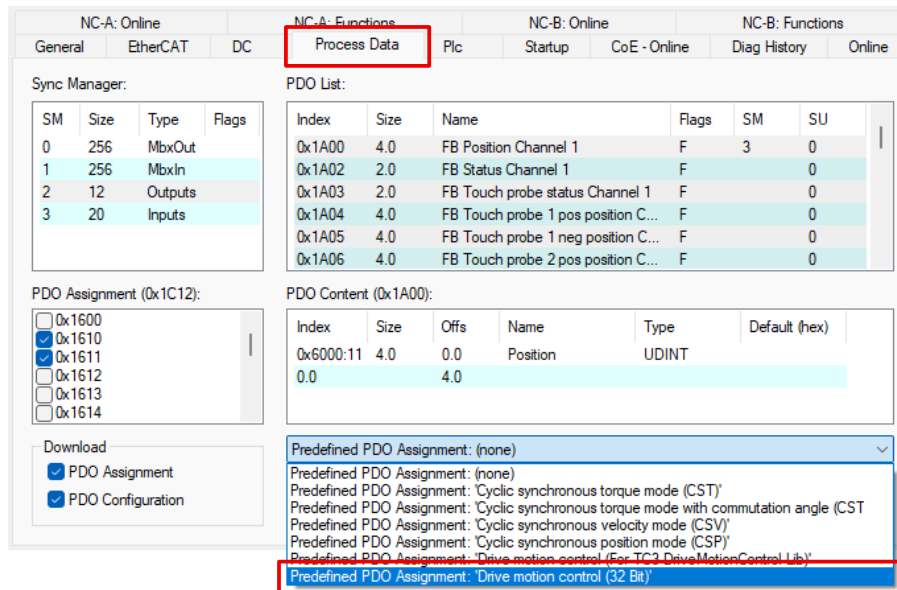 NC-A: Online NC-A: Functions NC-B: Online NC-B: Functions
General EtherCAT DC Process Data Plc Startup CoE - Online Diag History Online
Sync Manager:
SM Size Type Flags
0 256 MbxOut
1 256 MbxIn
2 12 Outputs
3 20 Inputs
PDO List:
Index Size Name Flags SM SU
0x1A00 4.0 FB Position Channel 1 F 3 0
0x1A02 2.0 FB Status Channel 1 F 0
0x1A03 2.0 FB Touch probe status Channel 1 F 0
0x1A04 4.0 FB Touch probe 1 pos position C... F 0
0x1A05 4.0 FB Touch probe 1 neg position C... F 0
0x1A06 4.0 FB Touch probe 2 pos position C... F 0
PDO Assignment (0x1C12):
0x1600
0x1610
0x1611
0x1612
0x1613
0x1614
PDO Content (0x1A00):
Index Size Offs Name Type Default (hex)
0x6000:11 4.0 0.0 Position UDINT
0.0 4.0
Download
PDO Assignment
PDO Configuration
Predefined PDO Assignment: (none)
Predefined PDO Assignment: (none)
Predefined PDO Assignment: 'Cyclic synchronous torque mode (CST)'
Predefined PDO Assignment: 'Cyclic synchronous torque mode with commutation angle (CST
Predefined PDO Assignment: 'Cyclic synchronous velocity mode (CSV)'
Predefined PDO Assignment: 'Cyclic synchronous position mode (CSP)'
Predefined PDO Assignment: 'Drive motion control (For TC3 DriveMotionControl Lib)'
Predefined PDO Assignment: 'Drive motion control (32 Bit)'